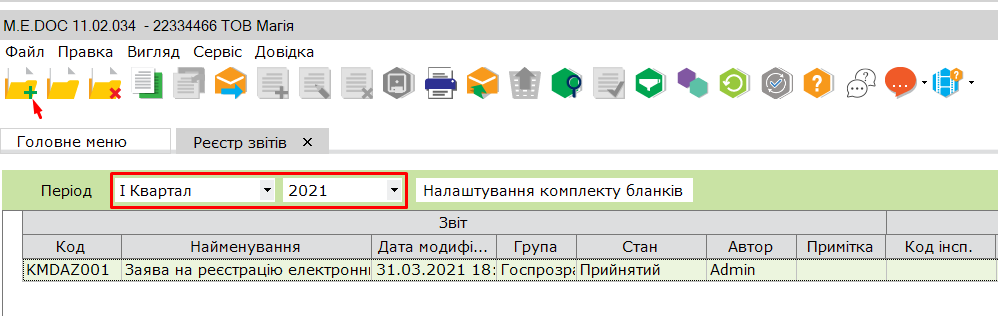 M.E.DOC 11.02.034 - 22334466 ТОВ Магія
Файл Правка Вигляд Сервіс Довідка
Головне меню Реєстр звітів
Період I Квартал 2021 Налаштування комплекту бланків
Звіт
Код Найменування Дата модифі... Група Стан Автор Примітка Код інсп.
KMDAZ001 Заява на реєстрацію електронн 31.03.2021 18: Госпрозра Прийнятий Admin